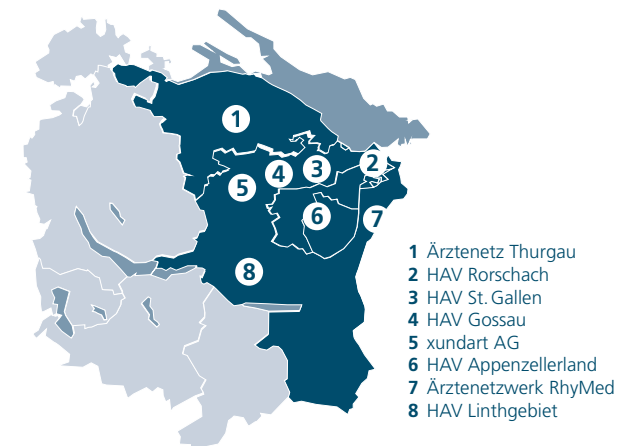 1
2
3
4
5
6
7
8
1 Ärztenetz Thurgau
2 HAV Rorschach
3 HAV St. Gallen
4 HAV Gossau
5 xundart AG
6 HAV Appenzellerland
7 Ärztenetzwerk RhyMed
8 HAV Linthgebiet